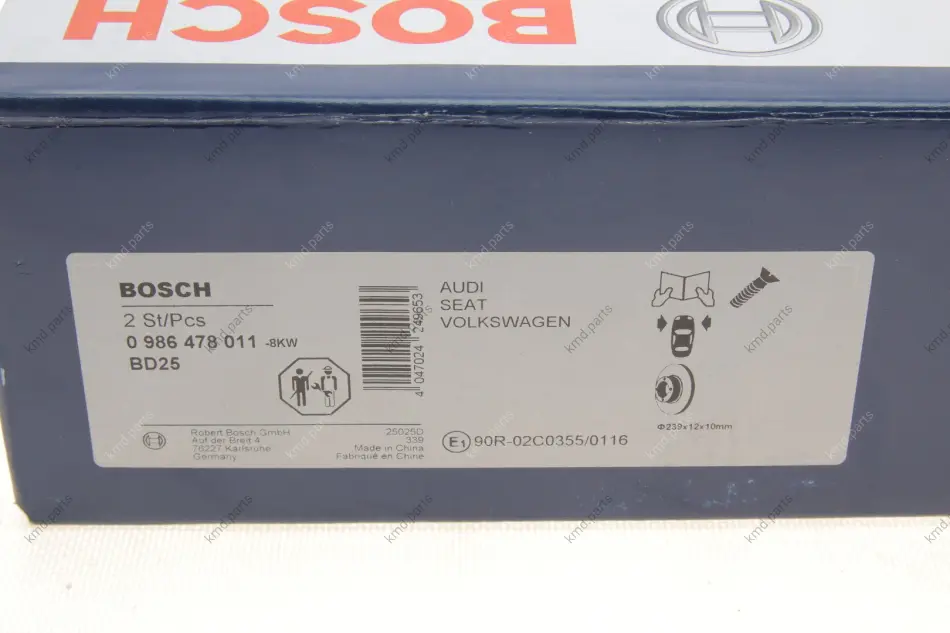 BOSCH
BOSCH
2 St/Pcs
0 986 478 011 -8KW
BD25
4 047024 249653
AUDI
SEAT
VOLKSWAGEN
Φ239x12x10mm
Robert Bosch GmbH
Auf der Breit 4
76227 Karlsruhe
Germany
25025D
339
Made in China
Fabriqué en Chine
E1 90R-02C0355/0116
kmd.parts